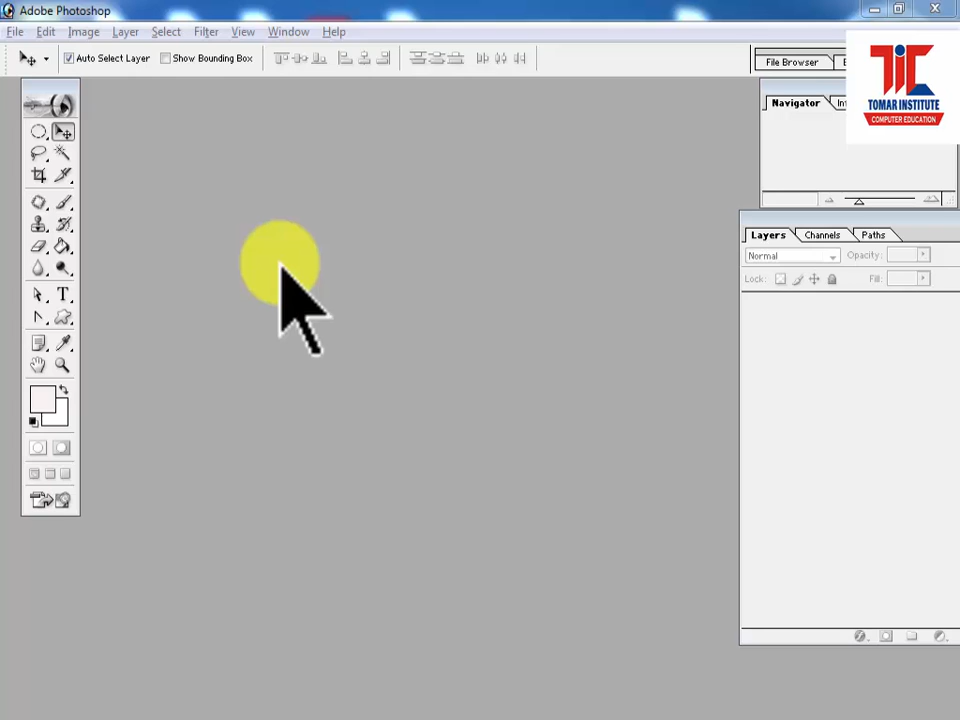 Adobe Photoshop
File Edit Image Layer Select Filter View Window Help
Auto Select Layer Show Bounding Box
File Browser
TIC
TOMAR INSTITUTE
COMPUTER EDUCATION
Navigator
Layers Channels Paths
Normal Opacity:
Lock: Fill:
T